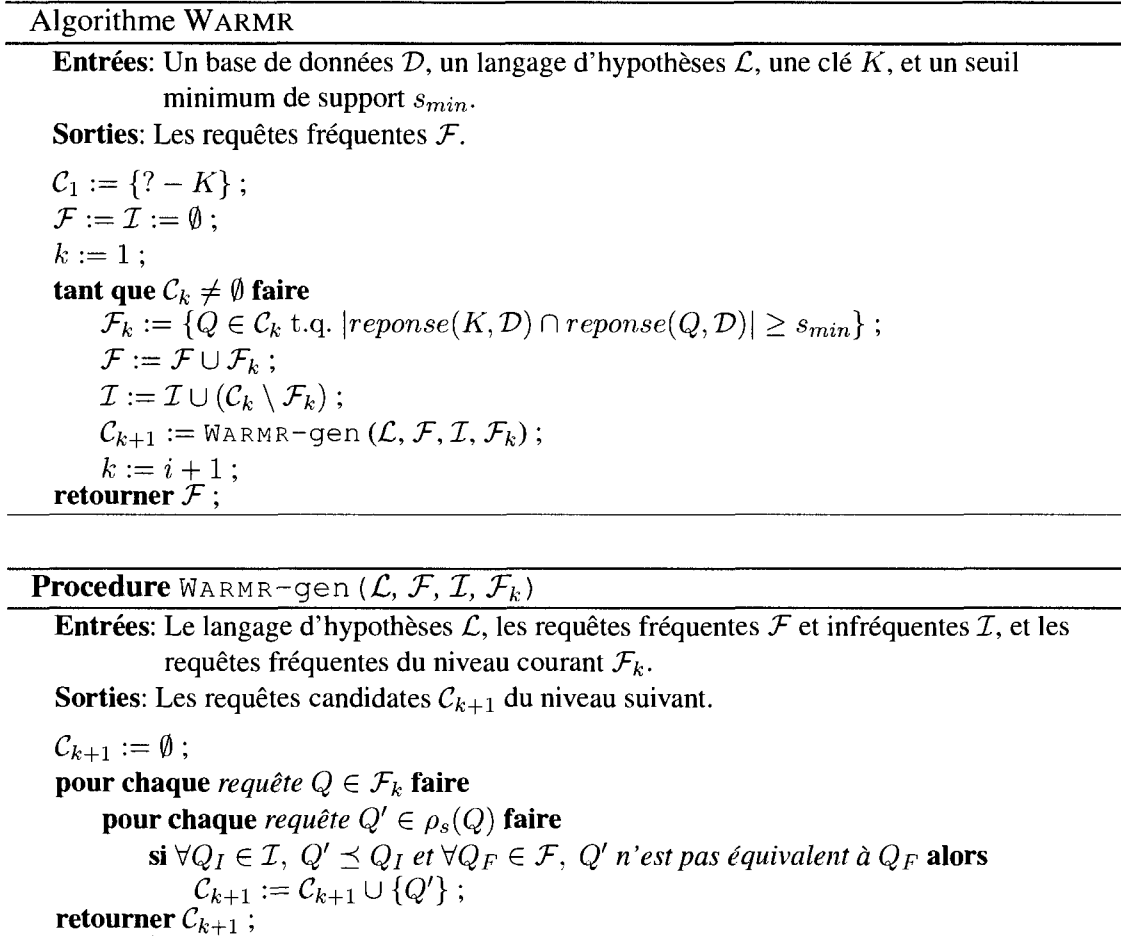 Algorithme WARMR
Entrées: Un base de données 𝒟, un langage d'hypothèses ℒ, une clé K, et un seuil
minimum de support s_min.
Sorties: Les requêtes fréquentes ℱ.
𝒞_1 := {? − K} ;
ℱ := ℐ := ∅ ;
k := 1 ;
tant que 𝒞_k ≠ ∅ faire
ℱ_k := {Q ∈ 𝒞_k t.q. |reponse(K, 𝒟) ∩ reponse(Q, 𝒟)| ≥ s_min} ;
ℱ := ℱ ∪ ℱ_k ;
ℐ := ℐ ∪ (𝒞_k \ ℱ_k) ;
𝒞_{k+1} := WARMR-gen (ℒ, ℱ, ℐ, ℱ_k) ;
k := i + 1 ;
retourner ℱ ;
Procedure WARMR-gen (ℒ, ℱ, ℐ, ℱ_k)
Entrées: Le langage d'hypothèses ℒ, les requêtes fréquentes ℱ et infréquentes ℐ, et les
requêtes fréquentes du niveau courant ℱ_k.
Sorties: Les requêtes candidates 𝒞_{k+1} du niveau suivant.
𝒞_{k+1} := ∅ ;
pour chaque requête Q ∈ ℱ_k faire
pour chaque requête Q′ ∈ ρ_s(Q) faire
si ∀Q_I ∈ ℐ, Q′ ⪯ Q_I et ∀Q_F ∈ ℱ, Q′ n'est pas équivalent à Q_F alors
𝒞_{k+1} := 𝒞_{k+1} ∪ {Q′} ;
retourner 𝒞_{k+1} ;